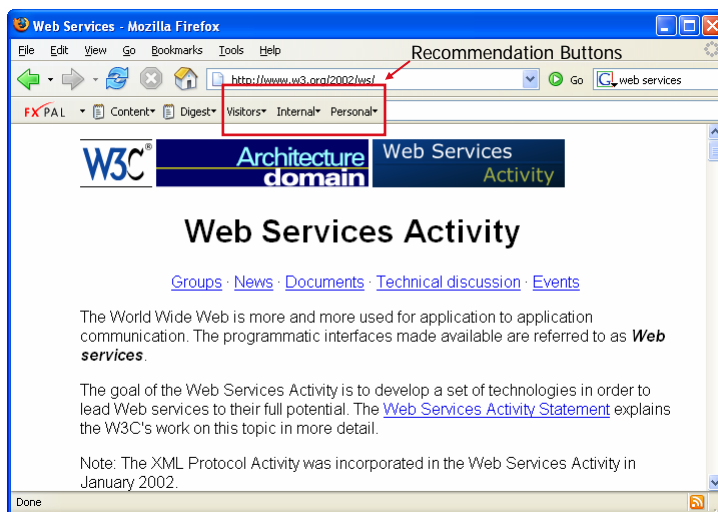 Web Services - Mozilla Firefox
File Edit View Go Bookmarks Tools Help
Recommendation Buttons
http://www.w3.org/2002/ws/ Go G web services
FXPAL Content Digest Visitors Internal Personal
W3C® Architecture domain Web Services Activity
Web Services Activity
Groups · News · Documents · Technical discussion · Events
The World Wide Web is more and more used for application to application
communication. The programmatic interfaces made available are referred to as Web
services.
The goal of the Web Services Activity is to develop a set of technologies in order to
lead Web services to their full potential. The Web Services Activity Statement explains
the W3C's work on this topic in more detail.
Note: The XML Protocol Activity was incorporated in the Web Services Activity in
January 2002.
Done